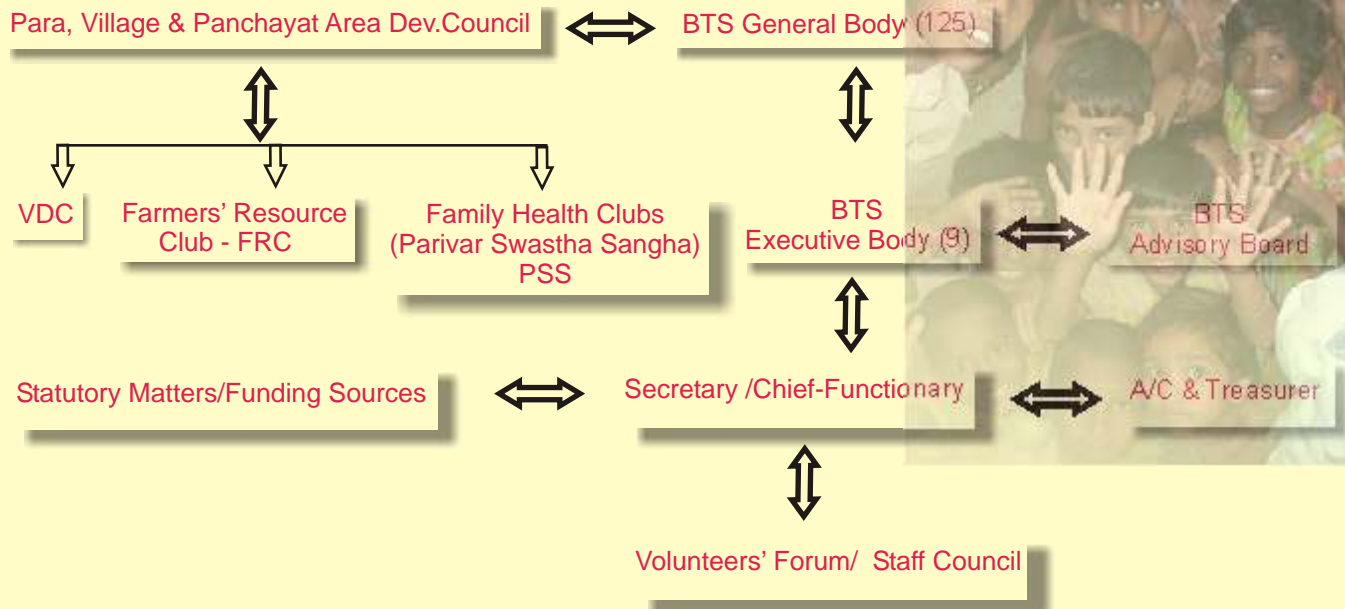 Para, Village & Panchayat Area Dev.Council
BTS General Body (125)
VDC
Farmers’ Resource
Club - FRC
Family Health Clubs
(Parivar Swastha Sangha)
PSS
BTS
Executive Body (9)
BTS
Advisory Board
Statutory Matters/Funding Sources
Secretary /Chief-Functionary
A/C & Treasurer
Volunteers’ Forum/ Staff Council